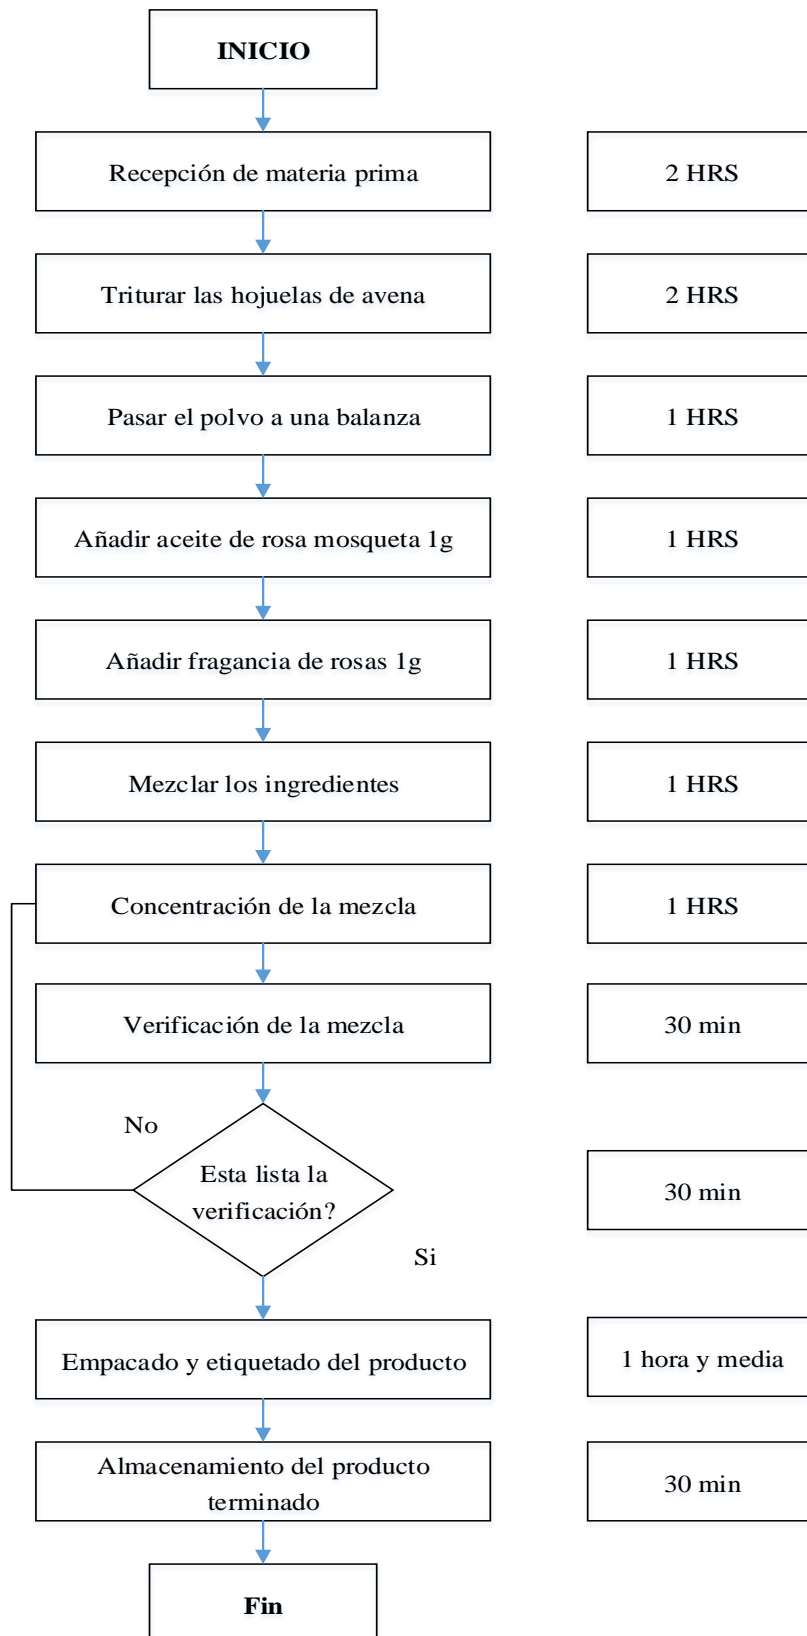 INICIO
Recepción de materia prima
2 HRS
Triturar las hojuelas de avena
2 HRS
Pasar el polvo a una balanza
1 HRS
Añadir aceite de rosa mosqueta 1g
1 HRS
Añadir fragancia de rosas 1g
1 HRS
Mezclar los ingredientes
1 HRS
Concentración de la mezcla
1 HRS
Verificación de la mezcla
30 min
No
Esta lista la
verificación?
30 min
Si
Empacado y etiquetado del producto
1 hora y media
Almacenamiento del producto
terminado
30 min
Fin